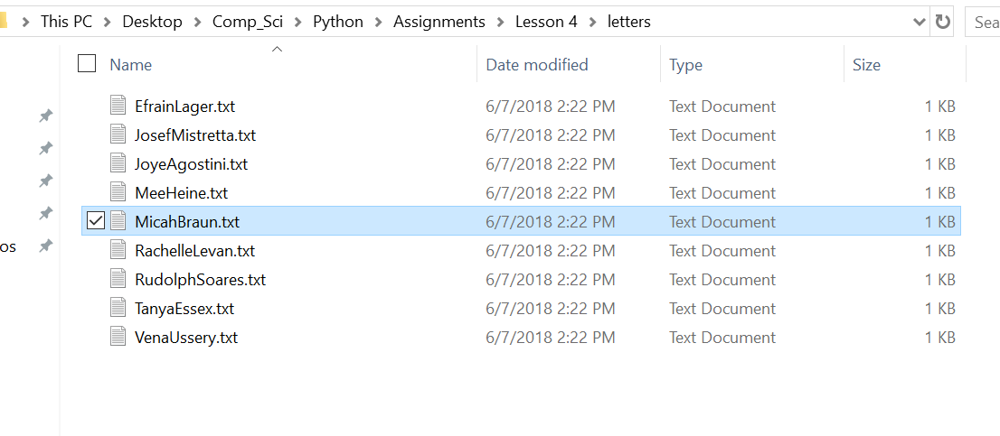 This PC > Desktop > Comp_Sci > Python > Assignments > Lesson 4 > letters Sea
Name Date modified Type Size
EfrainLager.txt 6/7/2018 2:22 PM Text Document 1 KB
JosefMistretta.txt 6/7/2018 2:22 PM Text Document 1 KB
JoyeAgostini.txt 6/7/2018 2:22 PM Text Document 1 KB
MeeHeine.txt 6/7/2018 2:22 PM Text Document 1 KB
MicahBraun.txt 6/7/2018 2:22 PM Text Document 1 KB
os RachelleLevan.txt 6/7/2018 2:22 PM Text Document 1 KB
RudolphSoares.txt 6/7/2018 2:22 PM Text Document 1 KB
TanyaEssex.txt 6/7/2018 2:22 PM Text Document 1 KB
VenaUssery.txt 6/7/2018 2:22 PM Text Document 1 KB